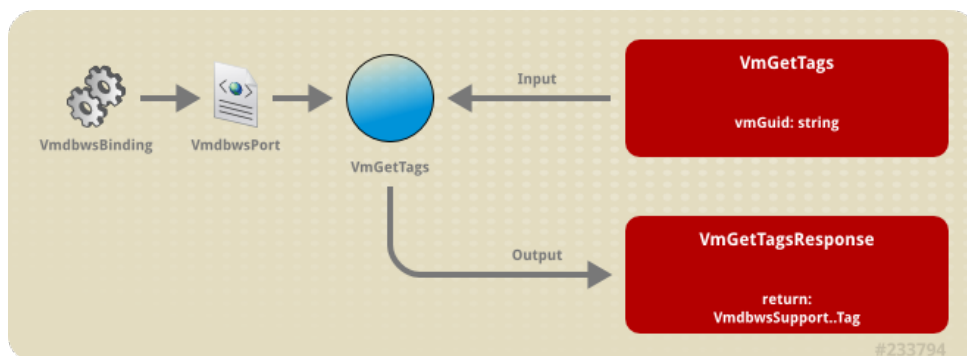 VmGetTags
Input
vmGuid: string
VmdbwsBinding
VmdbwsPort
VmGetTags
VmGetTagsResponse
Output
return:
VmdbwsSupport..Tag
#233794